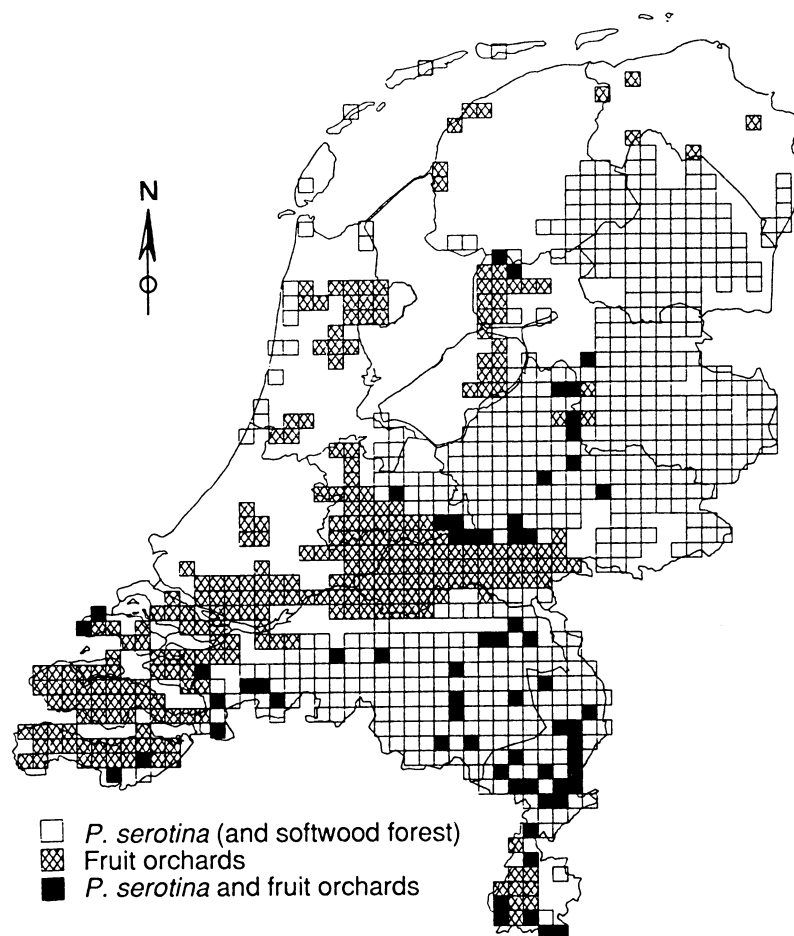 N
P. serotina (and softwood forest)
Fruit orchards
P. serotina and fruit orchards